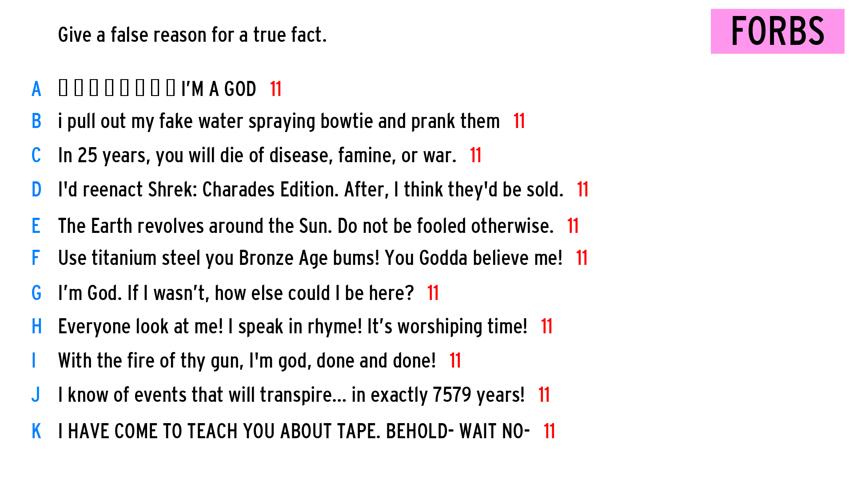 Give a false reason for a true fact.
FORBS
A ▯ ▯ ▯ ▯ ▯ ▯ ▯ ▯ I'M A GOD 11
B i pull out my fake water spraying bowtie and prank them 11
C In 25 years, you will die of disease, famine, or war. 11
D I'd reenact Shrek: Charades Edition. After, I think they'd be sold. 11
E The Earth revolves around the Sun. Do not be fooled otherwise. 11
F Use titanium steel you Bronze Age bums! You Godda believe me! 11
G I’m God. If I wasn’t, how else could I be here? 11
H Everyone look at me! I speak in rhyme! It’s worshiping time! 11
I With the fire of thy gun, I'm god, done and done! 11
J I know of events that will transpire... in exactly 7579 years! 11
K I HAVE COME TO TEACH YOU ABOUT TAPE. BEHOLD- WAIT NO- 11